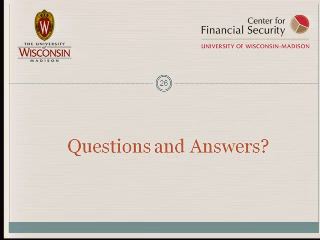 THE UNIVERSITY
WISCONSIN
MADISON
Center for
Financial Security
UNIVERSITY OF WISCONSIN-MADISON
26
Questions and Answers?